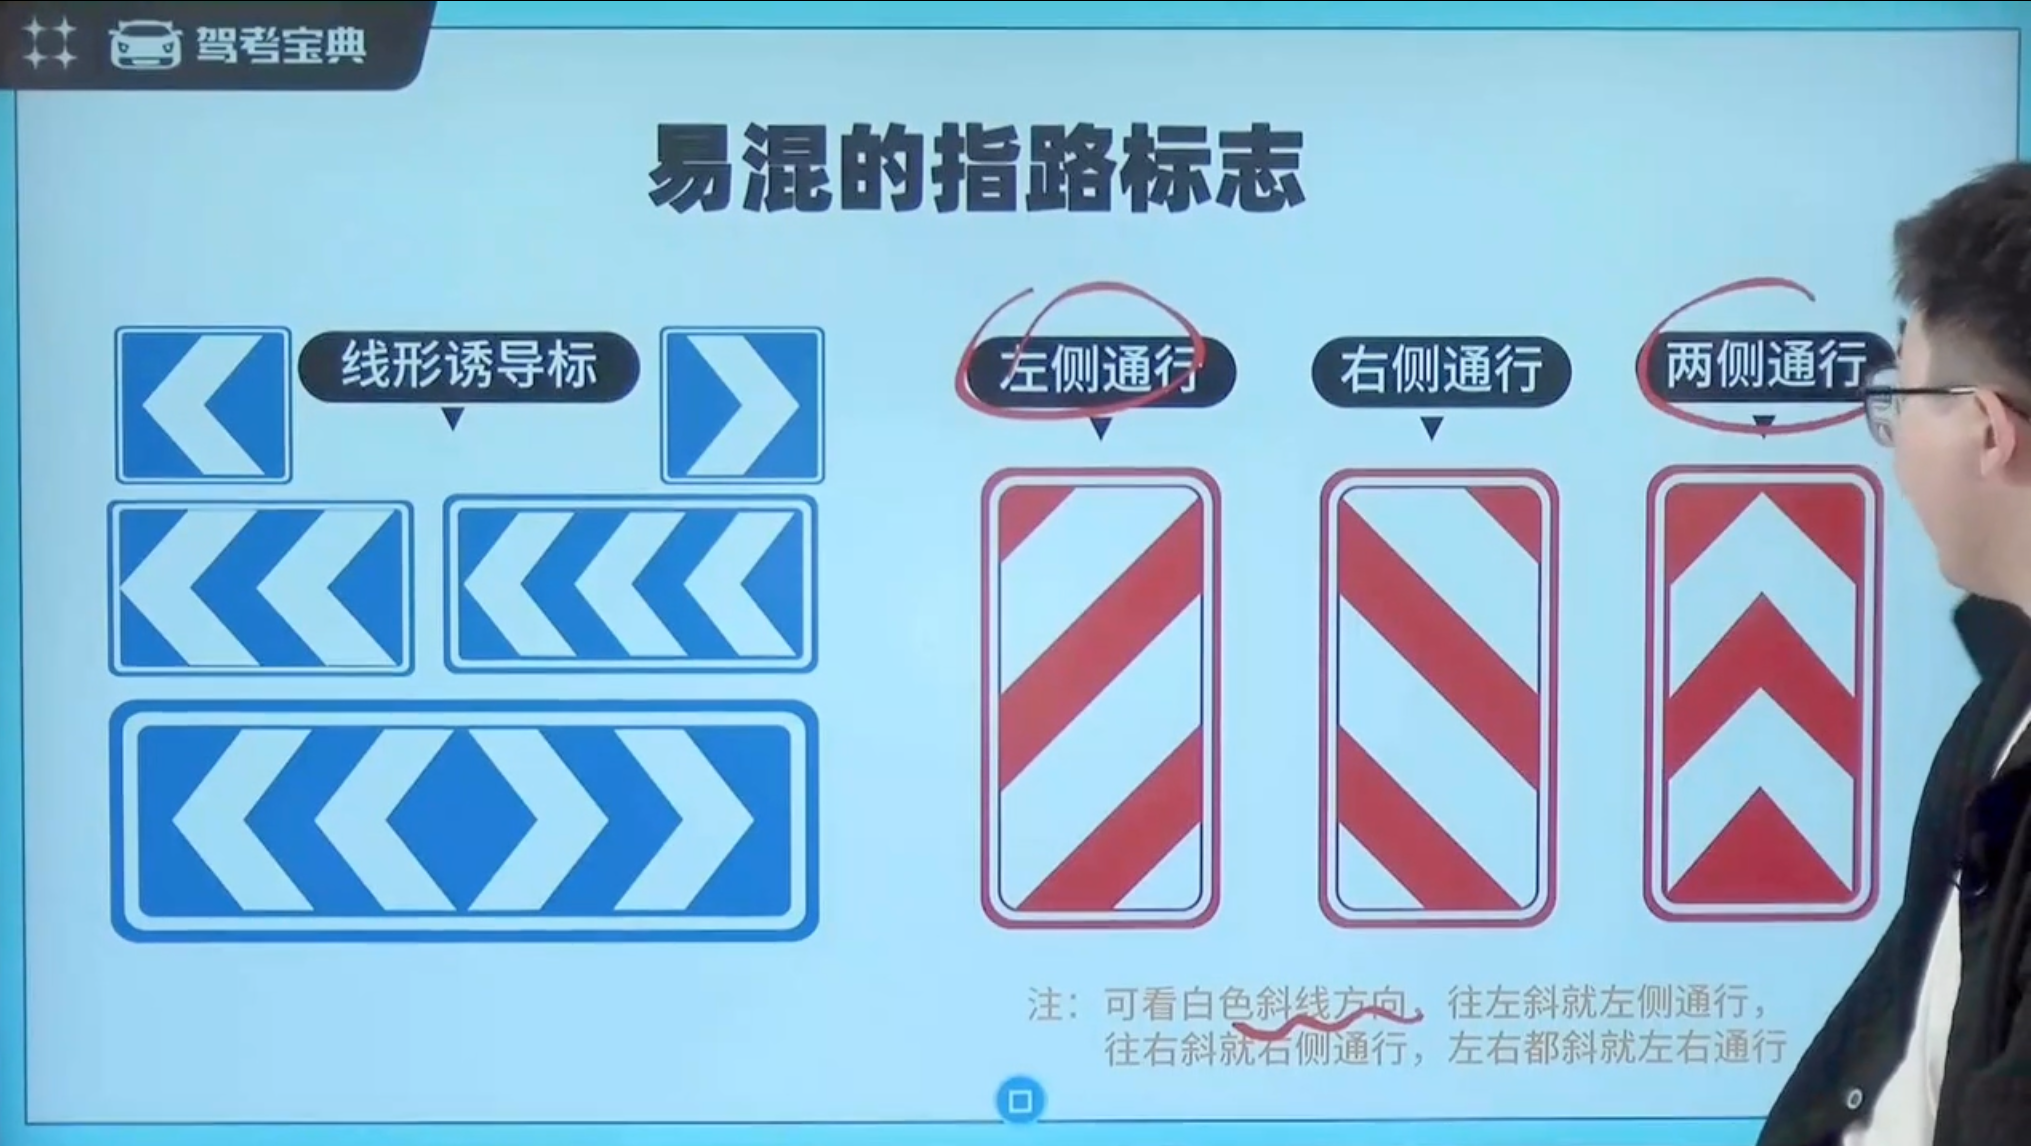 驾考宝典
易混的指路标志
线形诱导标
左侧通行
右侧通行
两侧通行
注：可看白色斜线方向，往左斜就左侧通行，
往右斜就右侧通行，左右都斜就左右通行